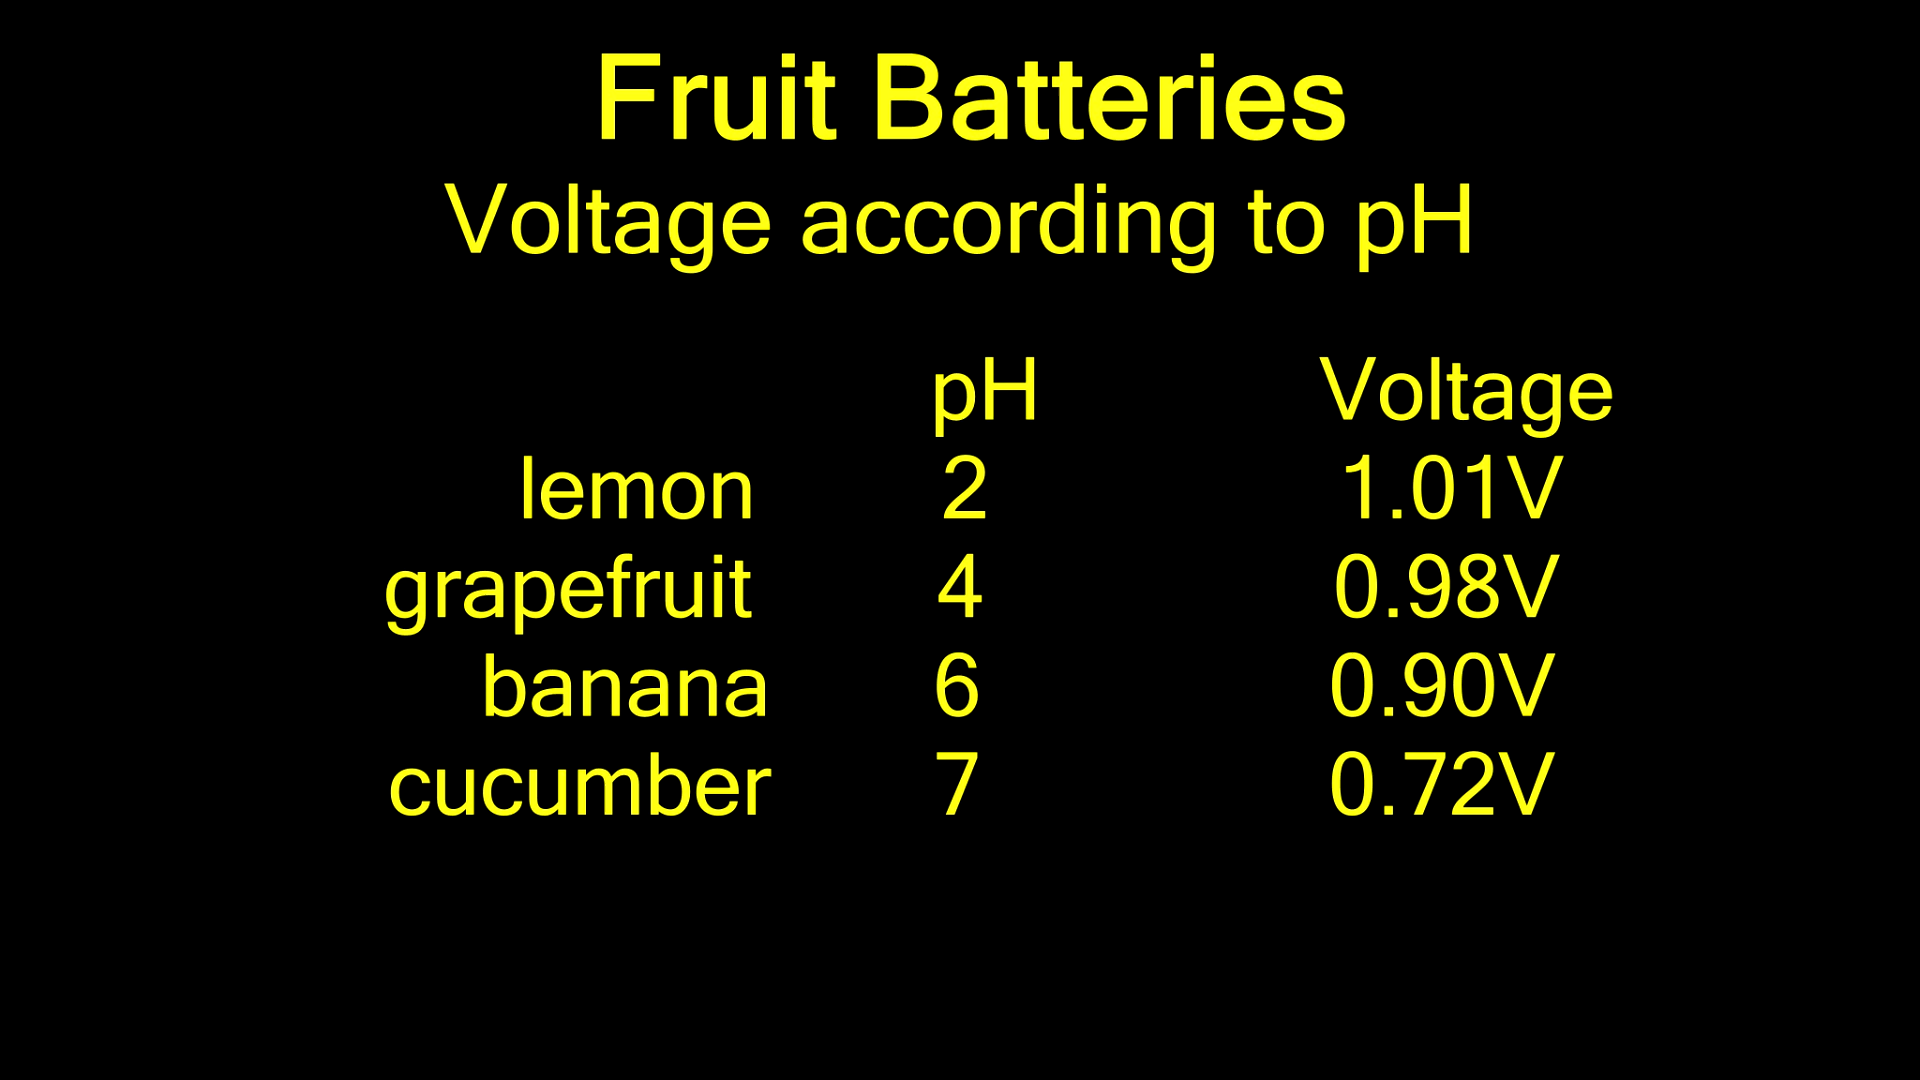 Fruit Batteries
Voltage according to pH
pH Voltage
lemon 2 1.01V
grapefruit 4 0.98V
banana 6 0.90V
cucumber 7 0.72V